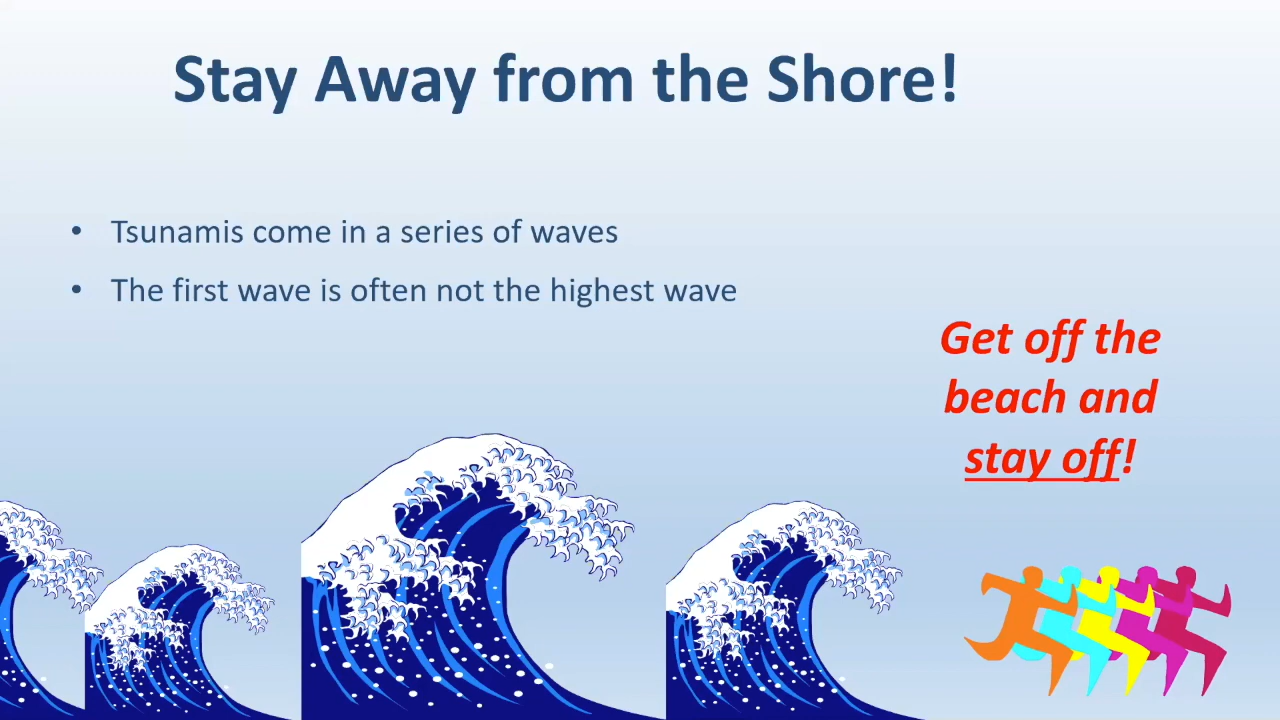 Stay Away from the Shore!
• Tsunamis come in a series of waves
• The first wave is often not the highest wave
Get off the
beach and
stay off!